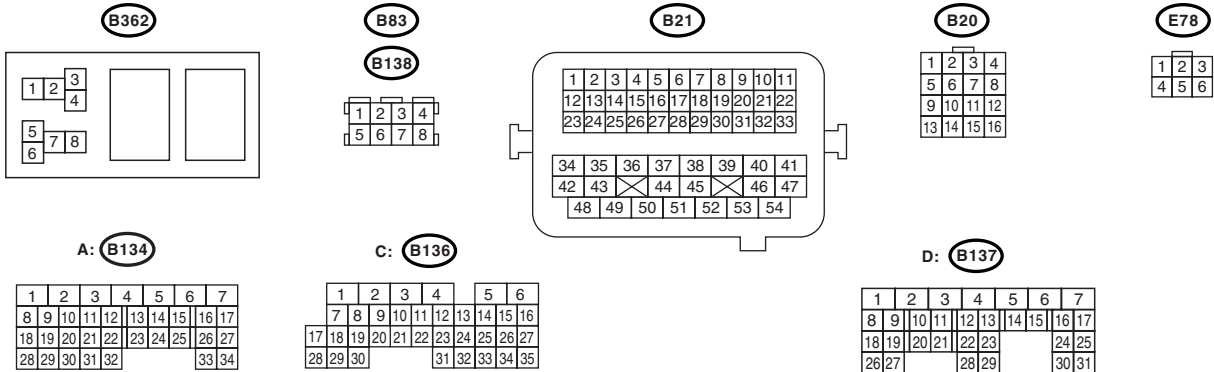 B362
B83
B138
B21
B20
E78
1 2 3
4
5
6 7 8
1 2 3 4
5 6 7 8
1 2 3 4 5 6 7 8 9 10 11
12 13 14 15 16 17 18 19 20 21 22
23 24 25 26 27 28 29 30 31 32 33
34 35 36 37 38 39 40 41
42 43 44 45 46 47
48 49 50 51 52 53 54
1 2 3 4
5 6 7 8
9 10 11 12
13 14 15 16
1 2 3
4 5 6
A: B134
1 2 3 4 5 6 7
8 9 10 11 12 13 14 15 16 17
18 19 20 21 22 23 24 25 26 27
28 29 30 31 32 33 34
C: B136
1 2 3 4 5 6
7 8 9 10 11 12 13 14 15 16
17 18 19 20 21 22 23 24 25 26 27
28 29 30 31 32 33 34 35
D: B137
1 2 3 4 5 6 7
8 9 10 11 12 13 14 15 16 17
18 19 20 21 22 23 24 25
26 27 28 29 30 31